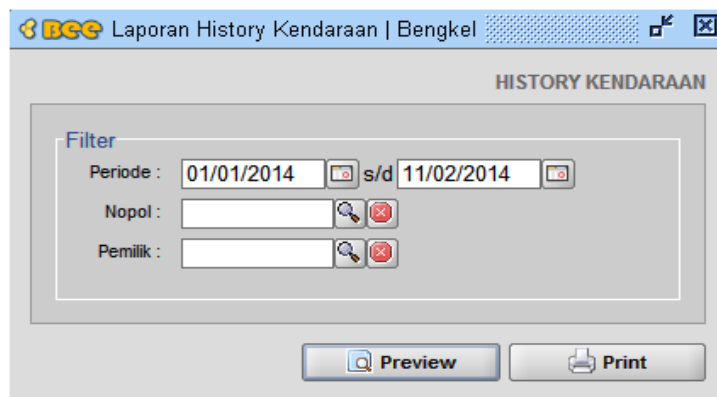 Bee Laporan History Kendaraan | Bengkel
HISTORY KENDARAAN
Filter
Periode : 01/01/2014 s/d 11/02/2014
Nopol :
Pemilik :
Preview Print